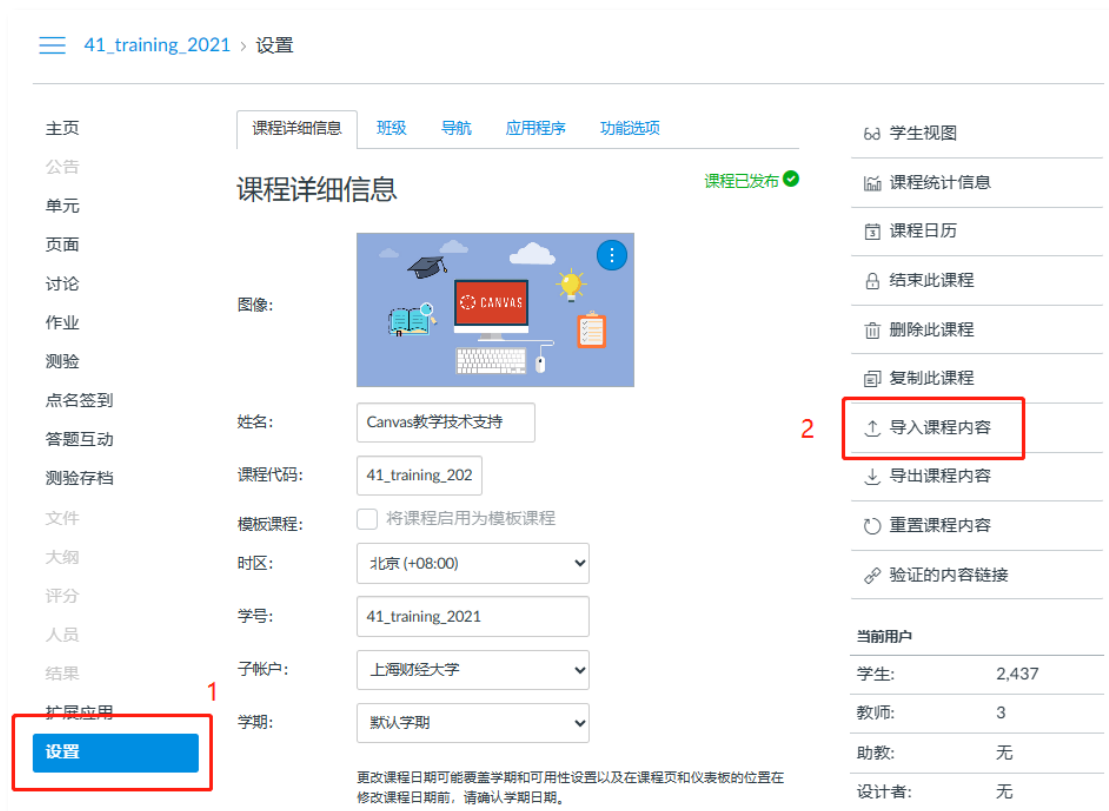 41_training_2021 › 设置
主页
公告
单元
页面
讨论
作业
测验
点名签到
答题互动
测验存档
文件
大纲
评分
人员
结果
扩展应用
1
设置
课程详细信息 班级 导航 应用程序 功能选项
课程详细信息
课程已发布
图像:
CANVAS
姓名: Canvas教学技术支持
课程代码: 41_training_202
模板课程: 将课程启用为模板课程
时区: 北京 (+08:00)
学号: 41_training_2021
子帐户: 上海财经大学
学期: 默认学期
更改课程日期可能覆盖学期和可用性设置以及在课程页和仪表板的位置在
修改课程日期前，请确认学期日期。
学生视图
课程统计信息
课程日历
结束此课程
删除此课程
复制此课程
2
导入课程内容
导出课程内容
重置课程内容
验证的内容链接
当前用户
学生: 2,437
教师: 3
助教: 无
设计者: 无